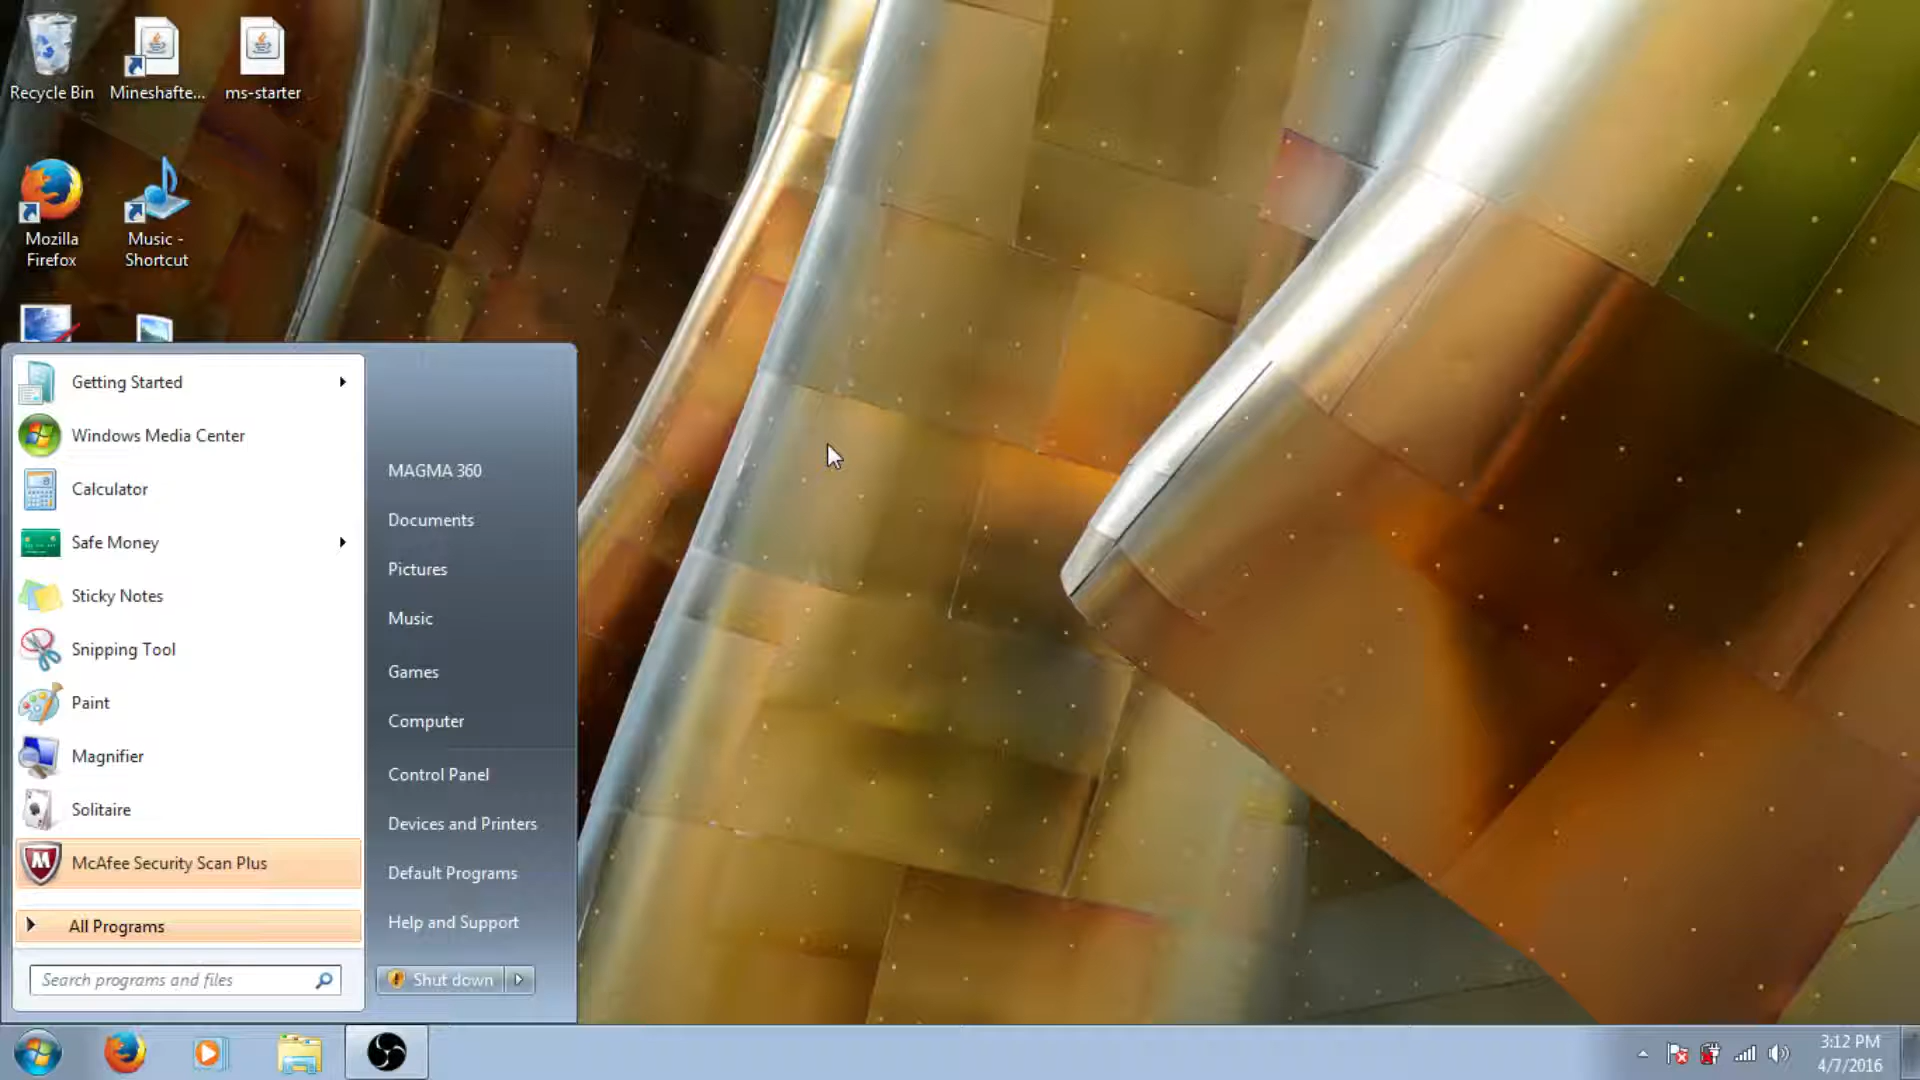 Recycle Bin
Mineshafte...
ms-starter
Mozilla
Firefox
Music -
Shortcut
Getting Started
Windows Media Center
Calculator
Safe Money
Sticky Notes
Snipping Tool
Paint
Magnifier
Solitaire
McAfee Security Scan Plus
All Programs
Search programs and files
MAGMA 360
Documents
Pictures
Music
Games
Computer
Control Panel
Devices and Printers
Default Programs
Help and Support
Shut down
3:12 PM
4/7/2016